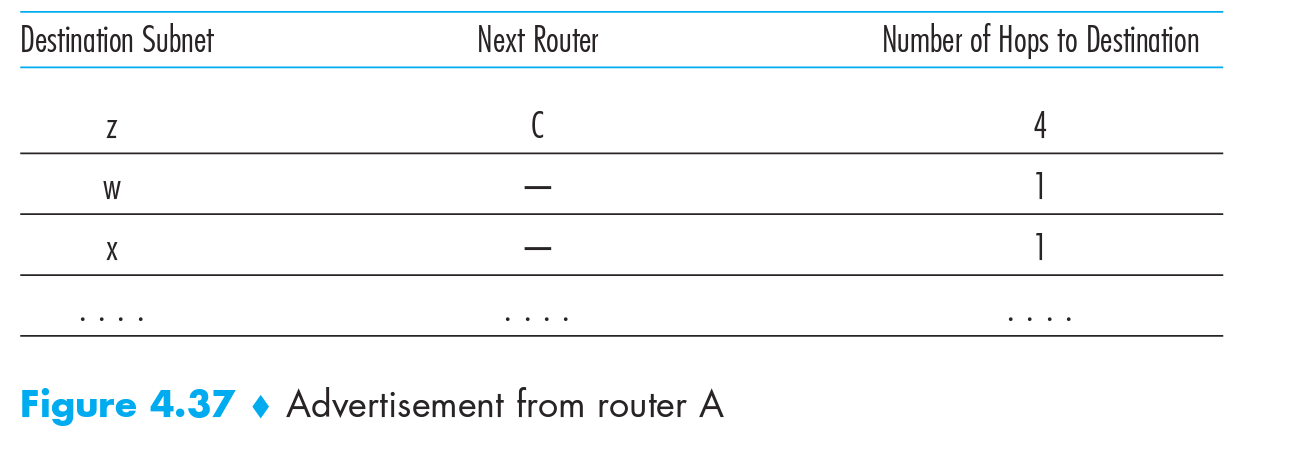 Destination Subnet Next Router Number of Hops to Destination
z C 4
w — 1
x — 1
. . . . . . . . . . . .
Figure 4.37 ♦ Advertisement from router A